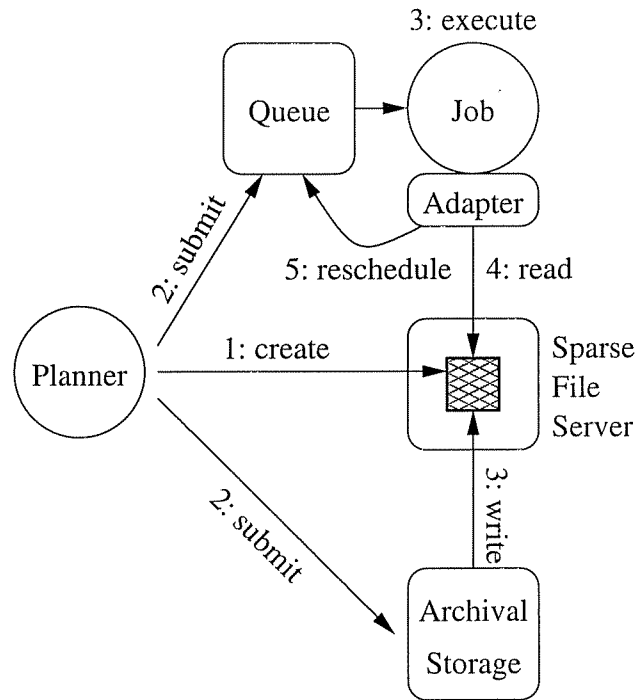 3: execute
Queue
Job
Adapter
2: submit
5: reschedule
4: read
1: create
Planner
Sparse
File
Server
2: submit
3: write
Archival
Storage